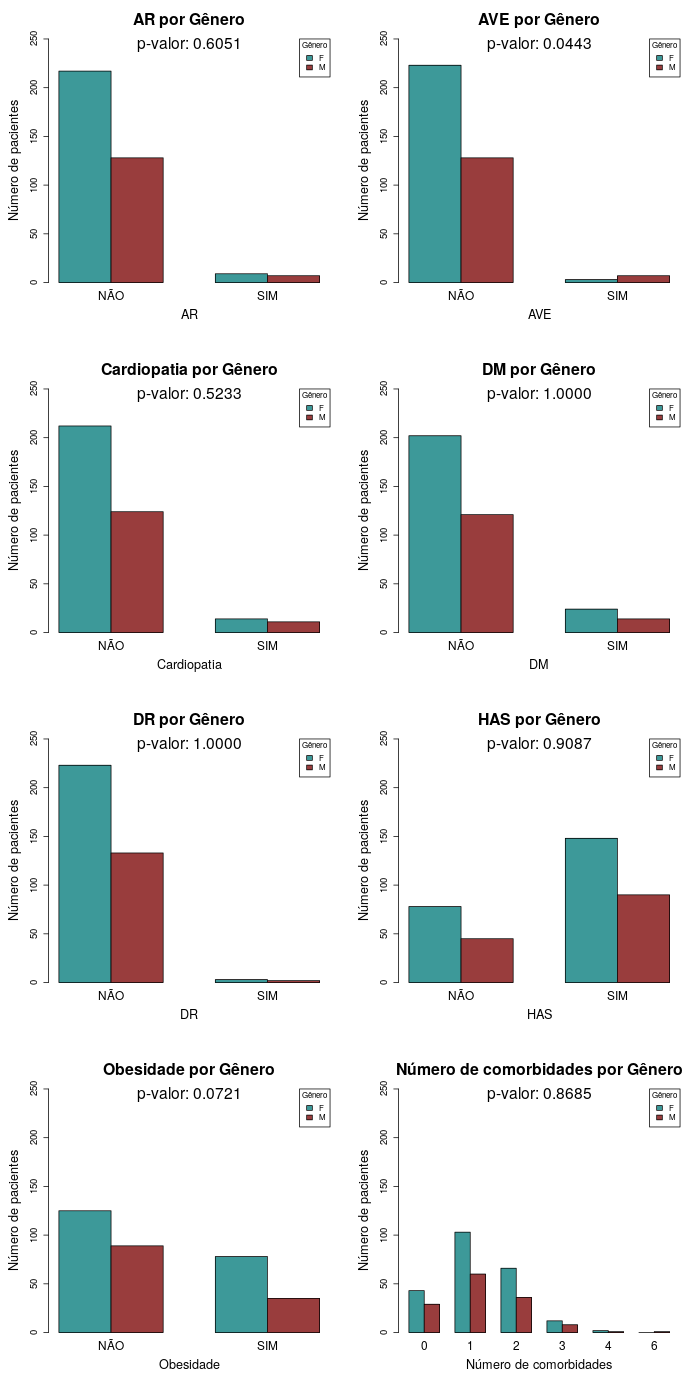 AR por Gênero
p-valor: 0.6051
Gênero
F
M
Número de pacientes
250
200
150
100
50
0
NÃO SIM
AR
AVE por Gênero
p-valor: 0.0443
Gênero
F
M
Número de pacientes
250
200
150
100
50
0
NÃO SIM
AVE
Cardiopatia por Gênero
p-valor: 0.5233
Gênero
F
M
Número de pacientes
250
200
150
100
50
0
NÃO SIM
Cardiopatia
DM por Gênero
p-valor: 1.0000
Gênero
F
M
Número de pacientes
250
200
150
100
50
0
NÃO SIM
DM
DR por Gênero
p-valor: 1.0000
Gênero
F
M
Número de pacientes
250
200
150
100
50
0
NÃO SIM
DR
HAS por Gênero
p-valor: 0.9087
Gênero
F
M
Número de pacientes
250
200
150
100
50
0
NÃO SIM
HAS
Obesidade por Gênero
p-valor: 0.0721
Gênero
F
M
Número de pacientes
250
200
150
100
50
0
NÃO SIM
Obesidade
Número de comorbidades por Gênero
p-valor: 0.8685
Gênero
F
M
Número de pacientes
250
200
150
100
50
0
0 1 2 3 4 6
Número de comorbidades